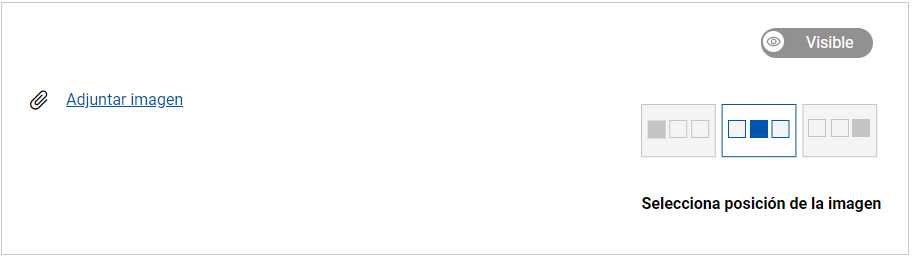 Visible
Adjuntar imagen
Selecciona posición de la imagen